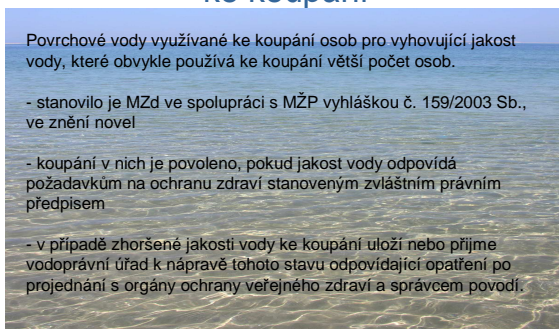 ke koupání
Povrchové vody využívané ke koupání osob pro vyhovující jakost
vody, které obvykle používá ke koupání větší počet osob.
- stanovilo je MZd ve spolupráci s MŽP vyhláškou č. 159/2003 Sb.,
ve znění novel
- koupání v nich je povoleno, pokud jakost vody odpovídá
požadavkům na ochranu zdraví stanoveným zvláštním právním
předpisem
- v případě zhoršené jakosti vody ke koupání uloží nebo přijme
vodoprávní úřad k nápravě tohoto stavu odpovídající opatření po
projednání s orgány ochrany veřejného zdraví a správcem povodí.